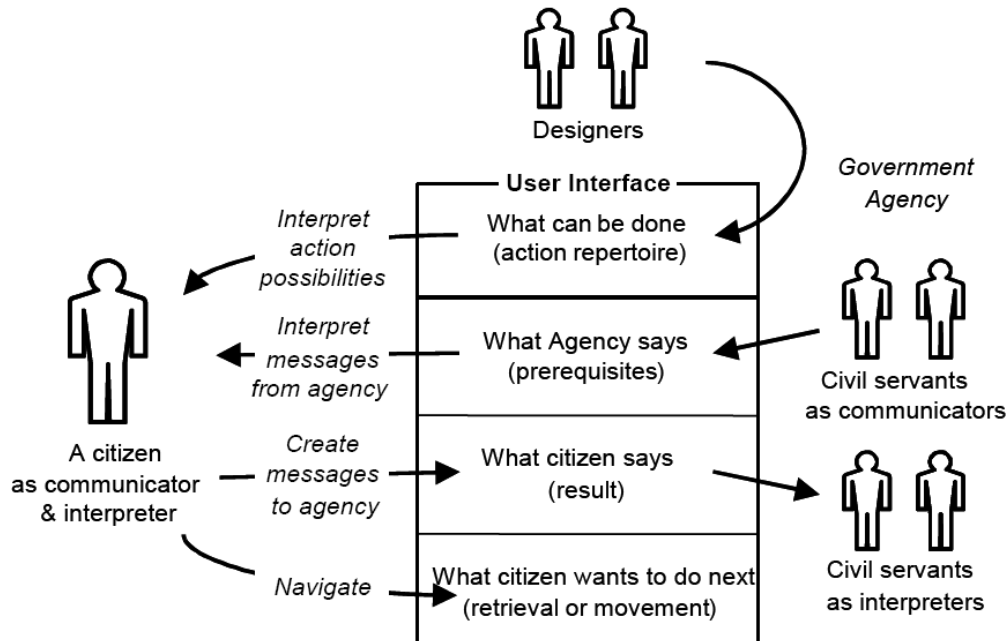 Designers
Government
Agency
User Interface
Interpret
action
possibilities
What can be done
(action repertoire)
Interpret
messages
from agency
What Agency says
(prerequisites)
Civil servants
as communicators
A citizen
as communicator
& interpreter
Create
messages
to agency
What citizen says
(result)
Navigate
What citizen wants to do next
(retrieval or movement)
Civil servants
as interpreters